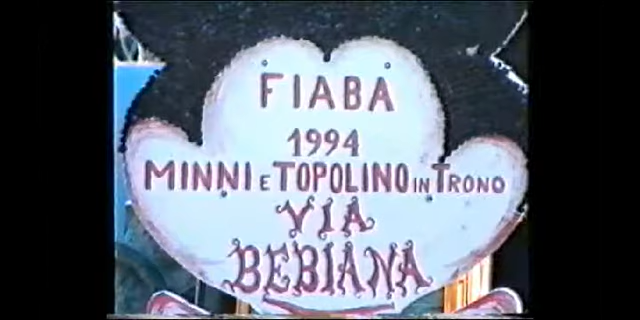 FIABA
1994
MINNI E TOPOLINO IN TRONO
VIA
BEBIANA